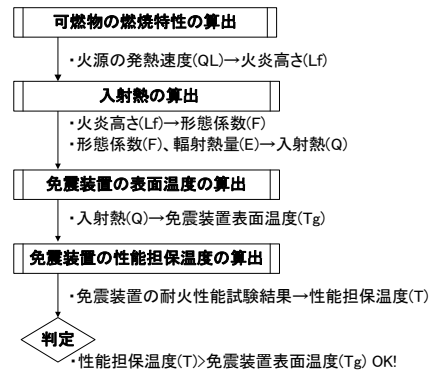 可燃物の燃焼特性の算出
・火源の発熱速度(QL)→火炎高さ(Lf)
入射熱の算出
・火炎高さ(Lf)→形態係数(F)
・形態係数(F)、輻射熱量(E)→入射熱(Q)
免震装置の表面温度の算出
・入射熱(Q)→免震装置表面温度(Tg)
免震装置の性能担保温度の算出
・免震装置の耐火性能試験結果→性能担保温度(T)
判定
・性能担保温度(T)>免震装置表面温度(Tg) OK!